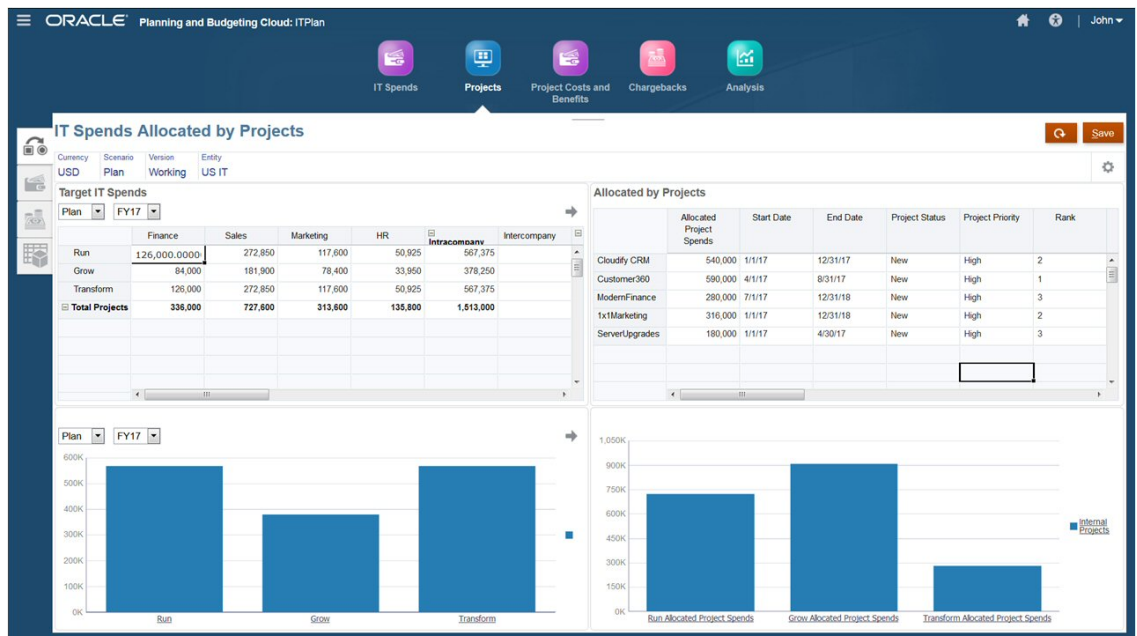 ORACLE Planning and Budgeting Cloud: ITPlan John
IT Spends Projects Project Costs and Benefits Chargebacks Analysis
IT Spends Allocated by Projects Save
Currency Scenario Version Entity
USD Plan Working US IT
Target IT Spends
Plan FY17
Finance Sales Marketing HR Intracompany Intercompany
Run 126,000.0000 272,850 117,600 50,925 567,375
Grow 84,000 181,900 78,400 33,950 378,250
Transform 126,000 272,850 117,600 50,925 567,375
Total Projects 336,000 727,600 313,600 135,800 1,513,000
Allocated by Projects
Allocated Project Spends Start Date End Date Project Status Project Priority Rank
Cloudify CRM 540,000 1/1/17 12/31/17 New High 2
Customer360 590,000 4/1/17 8/31/17 New High 1
ModernFinance 280,000 7/1/17 12/31/18 New High 3
1x1Marketing 316,000 1/1/17 12/31/18 New High 2
ServerUpgrades 180,000 1/1/17 4/30/17 New High 3
Plan FY17
600K
500K
400K
300K
200K
100K
0K
Run Grow Transform
1,050K
900K
750K
600K
450K
300K
150K
0K
Run Allocated Project Spends Grow Allocated Project Spends Transform Allocated Project Spends
Internal
Projects